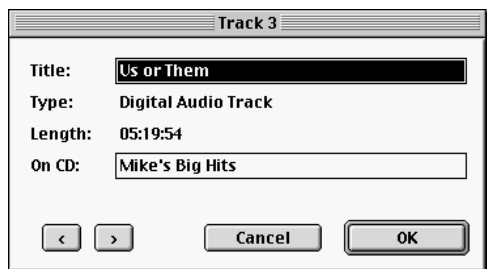 Track 3
Title: Us or Them
Type: Digital Audio Track
Length: 05:19:54
On CD: Mike's Big Hits
< > Cancel OK